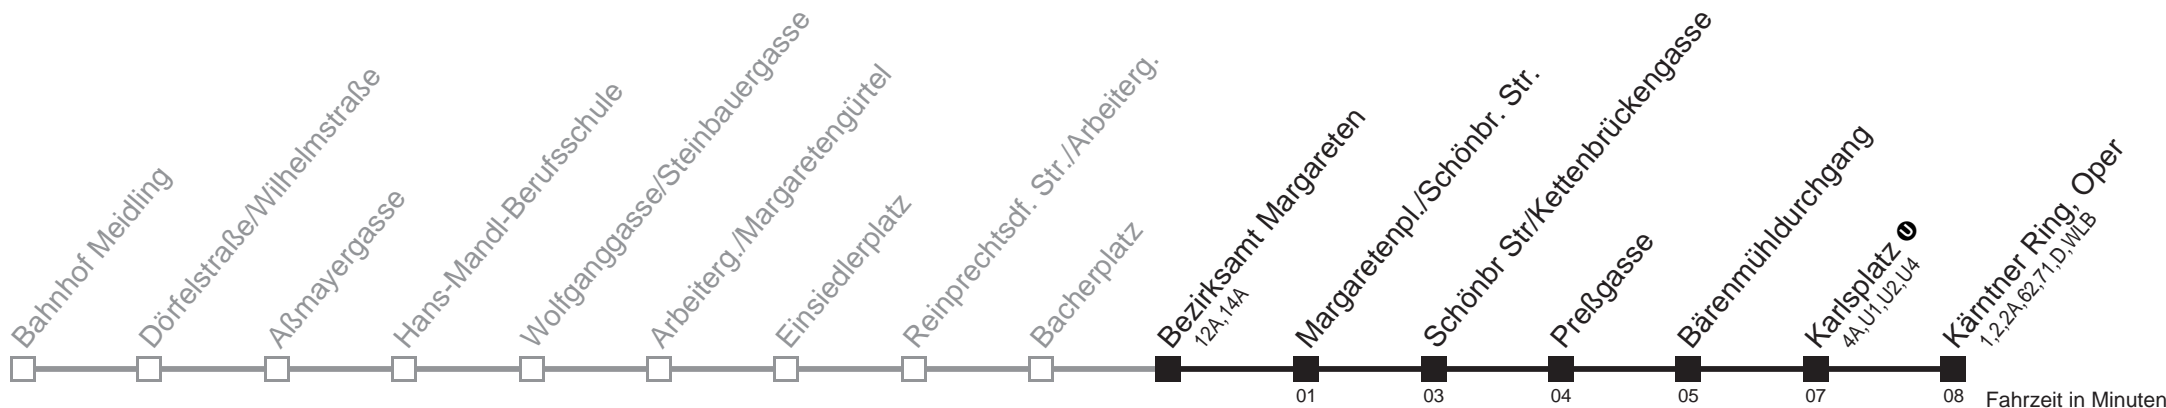 Bahnhof Meidling
Dörfelstraße/Wilhelmstraße
Aßmayergasse
Hans-Mandl-Berufsschule
Wolfganggasse/Steinbauergasse
Arbeiterg./Margaretengürtel
Einsiedlerplatz
Reinprechtsdf. Str./Arbeiterg.
Bacherplatz
Bezirksamt Margareten
12A,14A
Margaretenpl./Schönbr. Str.
Schönbr Str/Kettenbrückengasse
Preßgasse
Bärenmühldurchgang
Karlsplatz U
4A,U1,U2,U4
Kärntner Ring, Oper
1,2,2A,62,71,D,WLB
01 03 04 05 07 08 Fahrzeit in Minuten